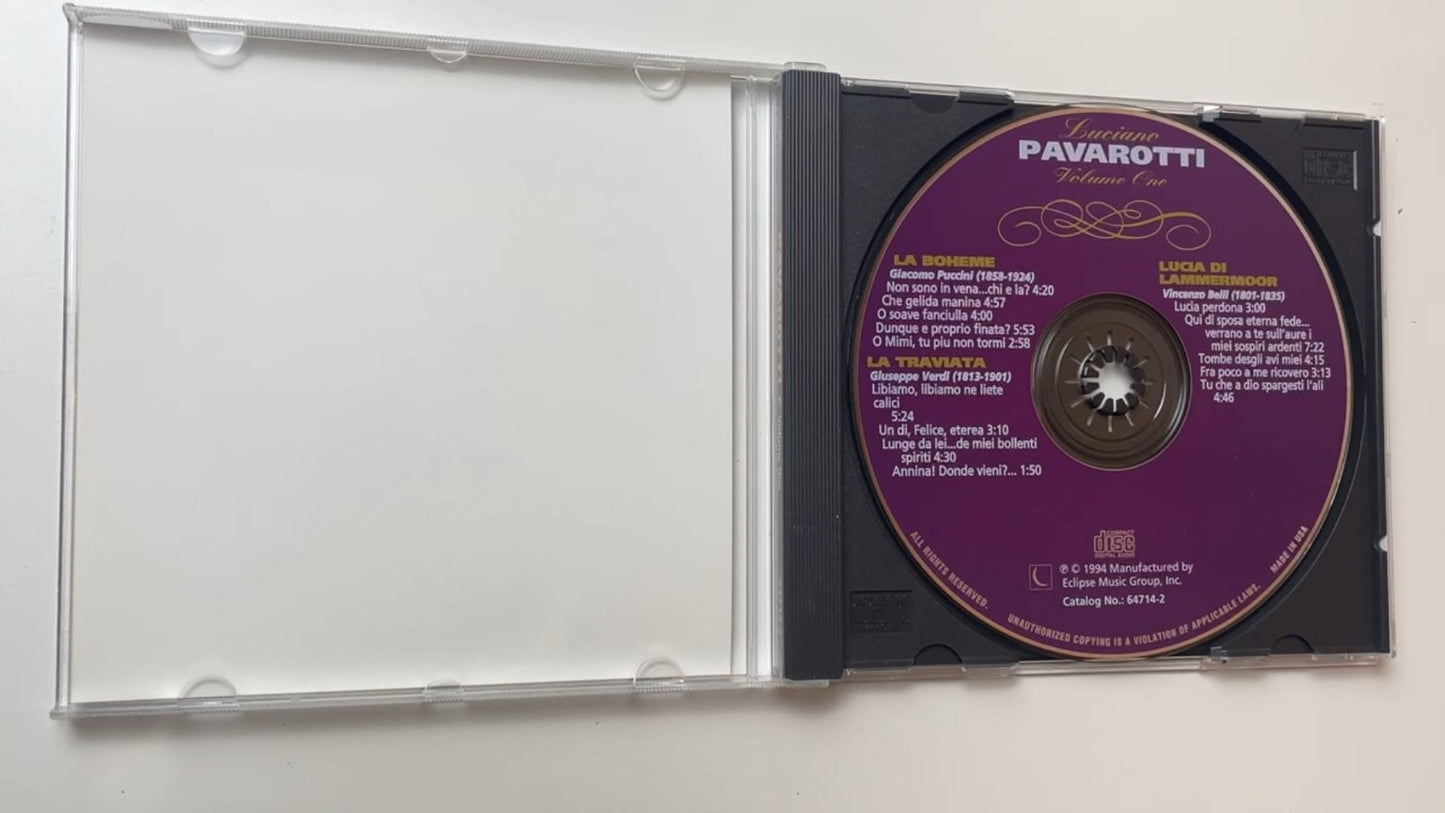 Luciano
PAVAROTTI
Volume One
LA BOHEME
Giacomo Puccini (1858-1924)
Non sono in vena...chi e la? 4:20
Che gelida manina 4:57
O soave fanciulla 4:00
Dunque e proprio finata? 5:53
O Mimi, tu piu non tormi 2:58
LA TRAVIATA
Giuseppe Verdi (1813-1901)
Libiamo, libiamo ne liete
calici
5:24
Un di, Felice, eterea 3:10
Lunge da lei...de miei bollenti
spiriti 4:30
Annina! Donde vieni?... 1:50
LUCIA DI
LAMMERMOOR
Vincenzo Belli (1801-1835)
Lucia perdona 3:00
Qui di sposa eterna fede...
verrano a te sull'aure i
miei sospiri ardenti 7:22
Tombe desgli avi miei 4:15
Fra poco a me ricovero 3:13
Tu che a dio spargesti l'ali
4:46
COMPACT
disc
DIGITAL AUDIO
℗ © 1994 Manufactured by
Eclipse Music Group, Inc.
Catalog No.: 64714-2
ALL RIGHTS RESERVED.
UNAUTHORIZED COPYING IS A VIOLATION OF APPLICABLE LAWS.
MADE IN USA
COMPACT
disc